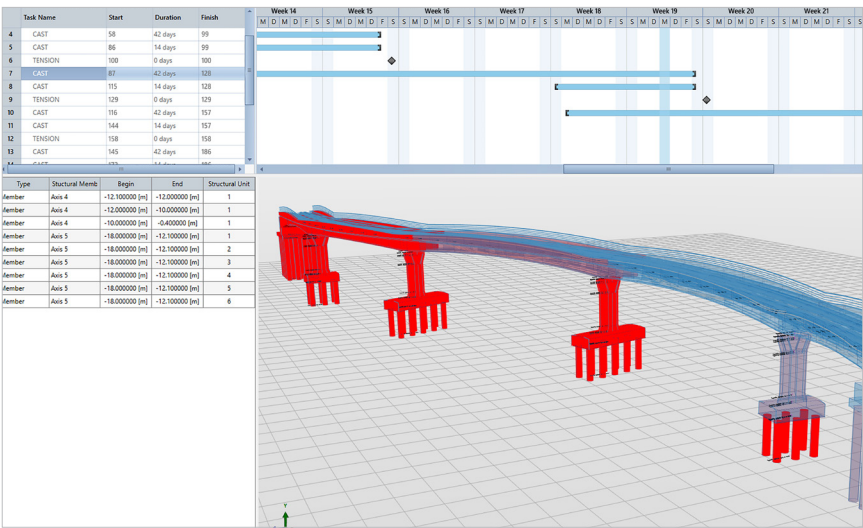 Task Name Start Duration Finish
4 CAST 58 42 days 99
5 CAST 86 14 days 99
6 TENSION 100 0 days 100
7 CAST 87 42 days 128
8 CAST 115 14 days 128
9 TENSION 129 0 days 129
10 CAST 116 42 days 157
11 CAST 144 14 days 157
12 TENSION 158 0 days 158
13 CAST 145 42 days 186
Week 14 Week 15 Week 16 Week 17 Week 18 Week 19 Week 20 Week 21
M D M D F S S M D M D F S S M D M D F S S M D M D F S S M D M D F S S M D M D F S S M D M D F S S M D M D F S S
Type Stuctural Memb Begin End Structural Unit
Member Axis 4 -12.100000 [m] -12.000000 [m] 1
Member Axis 4 -12.000000 [m] -10.000000 [m] 1
Member Axis 4 -10.000000 [m] -0.400000 [m] 1
Member Axis 5 -18.000000 [m] -12.100000 [m] 1
Member Axis 5 -18.000000 [m] -12.100000 [m] 2
Member Axis 5 -18.000000 [m] -12.100000 [m] 3
Member Axis 5 -18.000000 [m] -12.100000 [m] 4
Member Axis 5 -18.000000 [m] -12.100000 [m] 5
Member Axis 5 -18.000000 [m] -12.100000 [m] 6
Y